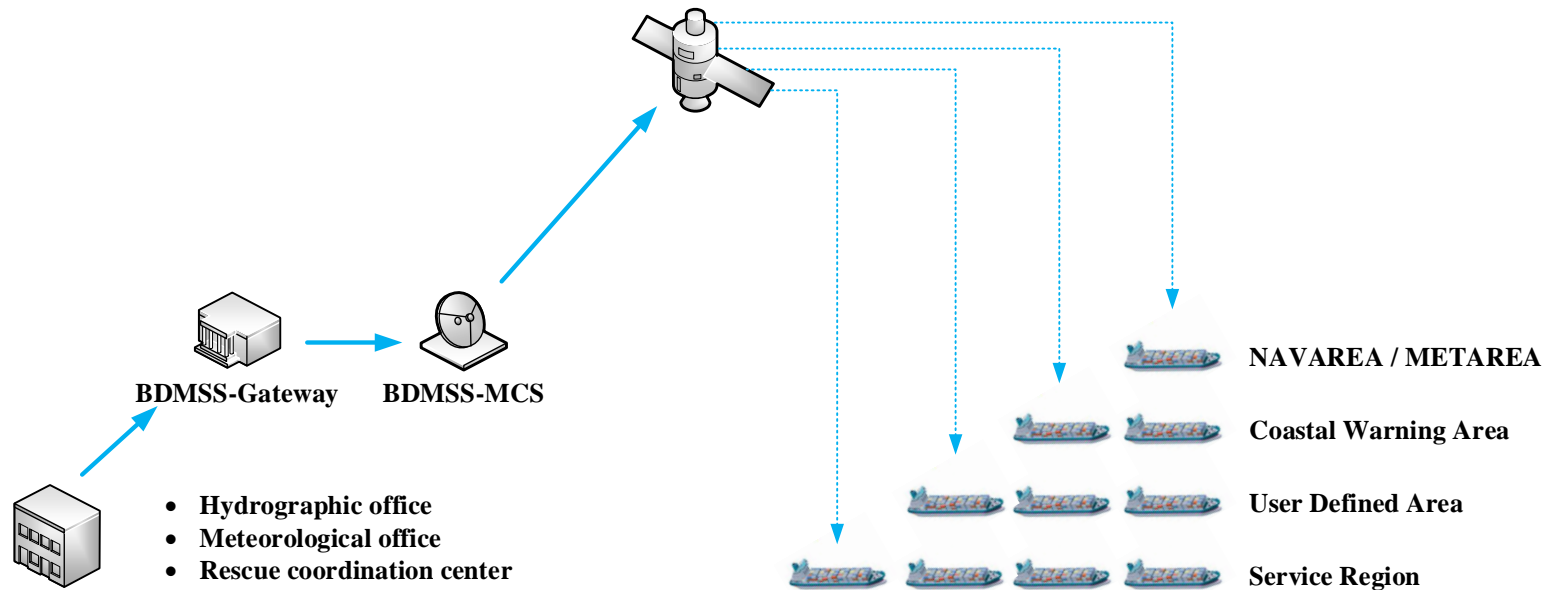 NAVAREA / METAREA
BDMSS-Gateway
BDMSS-MCS
Coastal Warning Area
• Hydrographic office
• Meteorological office
• Rescue coordination center
User Defined Area
Service Region